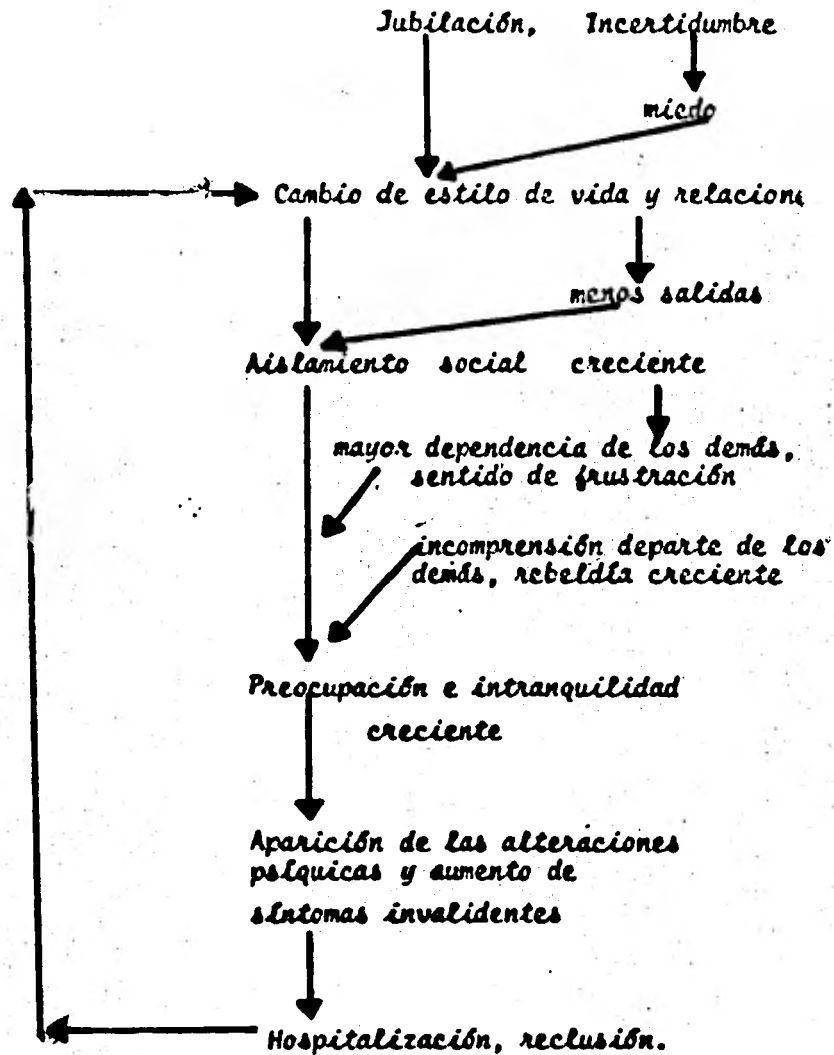 Jubilación, Incertidumbre
miedo
Cambio de estilo de vida y relacion
menos salidas
Aislamiento social creciente
mayor dependencia de los demás,
sentido de frustración
incomprensión departe de los
demás, rebeldía creciente
Preocupación e intranquilidad
creciente
Aparición de las alteraciones
psíquicas y aumento de
síntomas invalidentes
Hospitalización, reclusión.